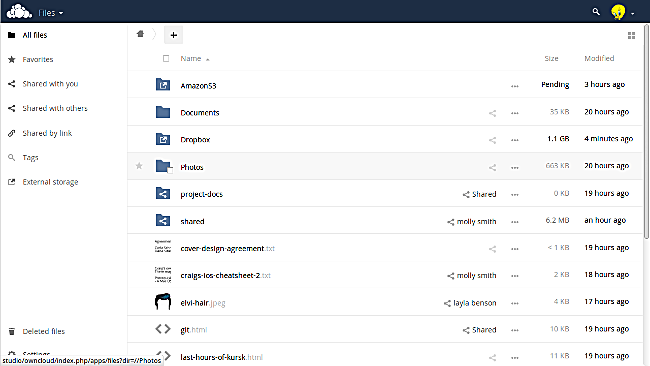 Files
All files
Favorites
Shared with you
Shared with others
Shared by link
Tags
External storage
Deleted files
Settings
studio/owncloud/index.php/apps/files?dir=//Photos
+
Name Size Modified
AmazonS3 ... Pending 3 hours ago
Documents ... 35 KB 20 hours ago
Dropbox ... 1.1 GB 4 minutes ago
Photos ... 663 KB 20 hours ago
project-docs Shared ... 0 KB 19 hours ago
shared molly smith ... 6.2 MB an hour ago
cover-design-agreement.txt ... < 1 KB 19 hours ago
craigs-ios-cheatsheet-2.txt molly smith ... 2 KB 18 hours ago
elvi-hair.jpeg layla benson ... 4 KB 17 hours ago
git.html Shared ... 10 KB 19 hours ago
last-hours-of-kursk.html ... 11 KB 19 hours ago